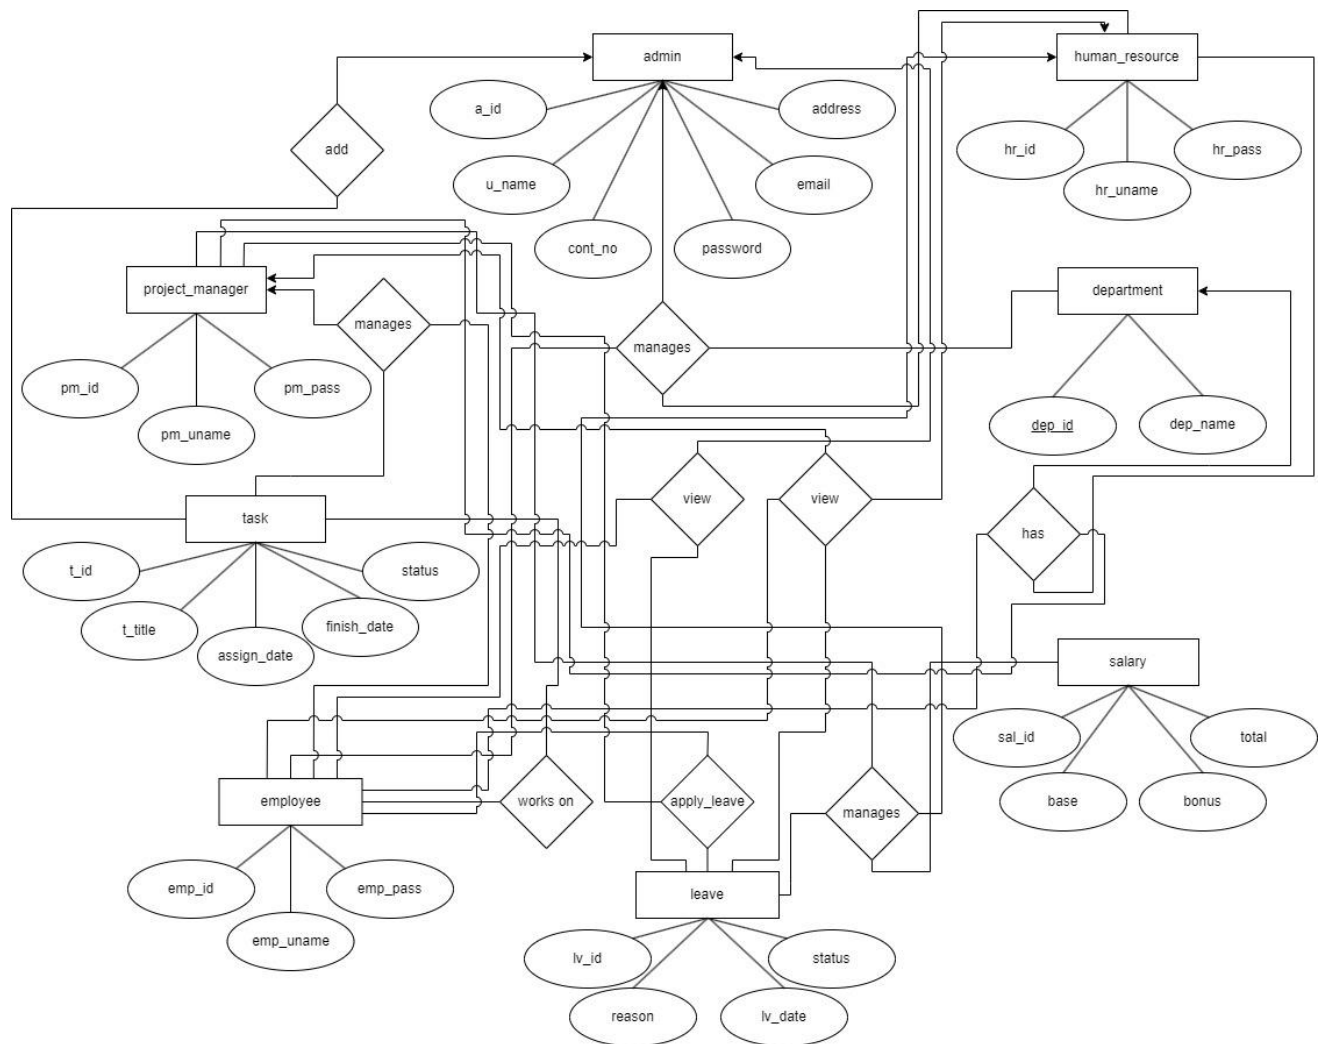 admin
human_resource
a_id
address
add
hr_id
hr_pass
u_name
email
hr_uname
cont_no
password
project_manager
manages
department
manages
pm_id
pm_pass
pm_uname
dep_id
dep_name
view
view
task
has
t_id
status
t_title
finish_date
assign_date
salary
sal_id
total
employee
works on
apply_leave
base
bonus
manages
emp_id
emp_pass
leave
emp_uname
lv_id
status
reason
lv_date